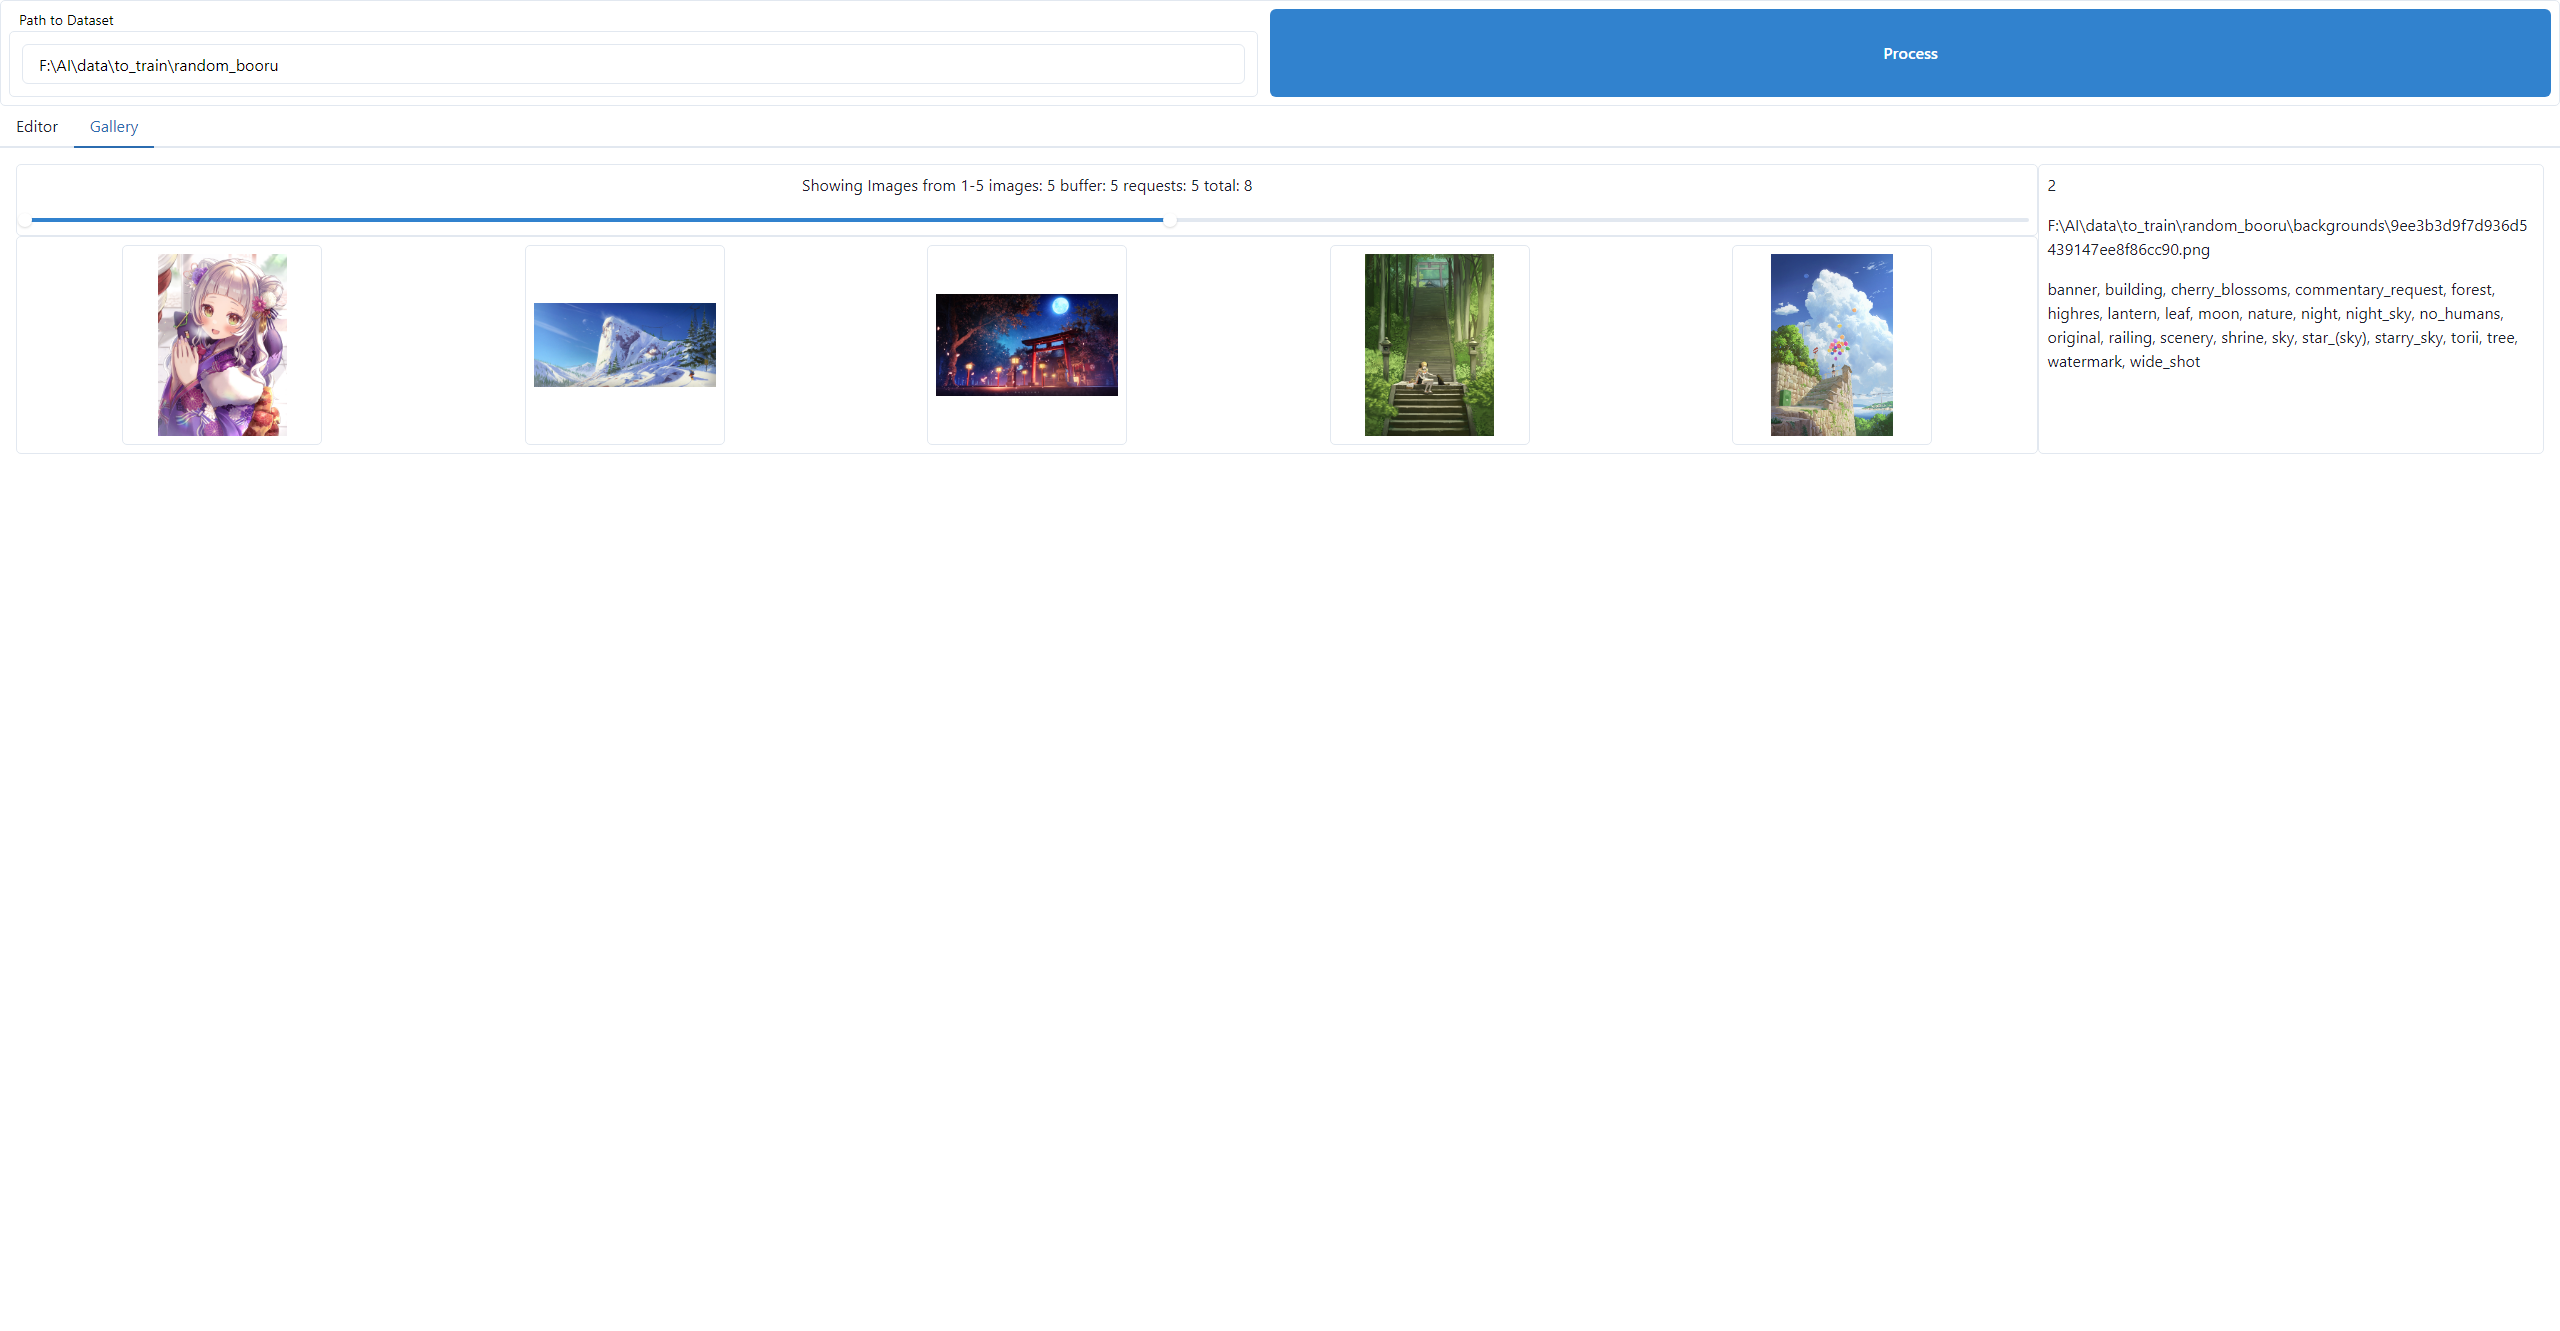 Path to Dataset
F:\AI\data\to_train\random_booru
Process
Editor
Gallery
Showing Images from 1-5 images: 5 buffer: 5 requests: 5 total: 8
2
F:\AI\data\to_train\random_booru\backgrounds\9ee3b3d9f7d936d5
439147ee8f86cc90.png
banner, building, cherry_blossoms, commentary_request, forest,
highres, lantern, leaf, moon, nature, night, night_sky, no_humans,
original, railing, scenery, shrine, sky, star_(sky), starry_sky, torii, tree,
watermark, wide_shot